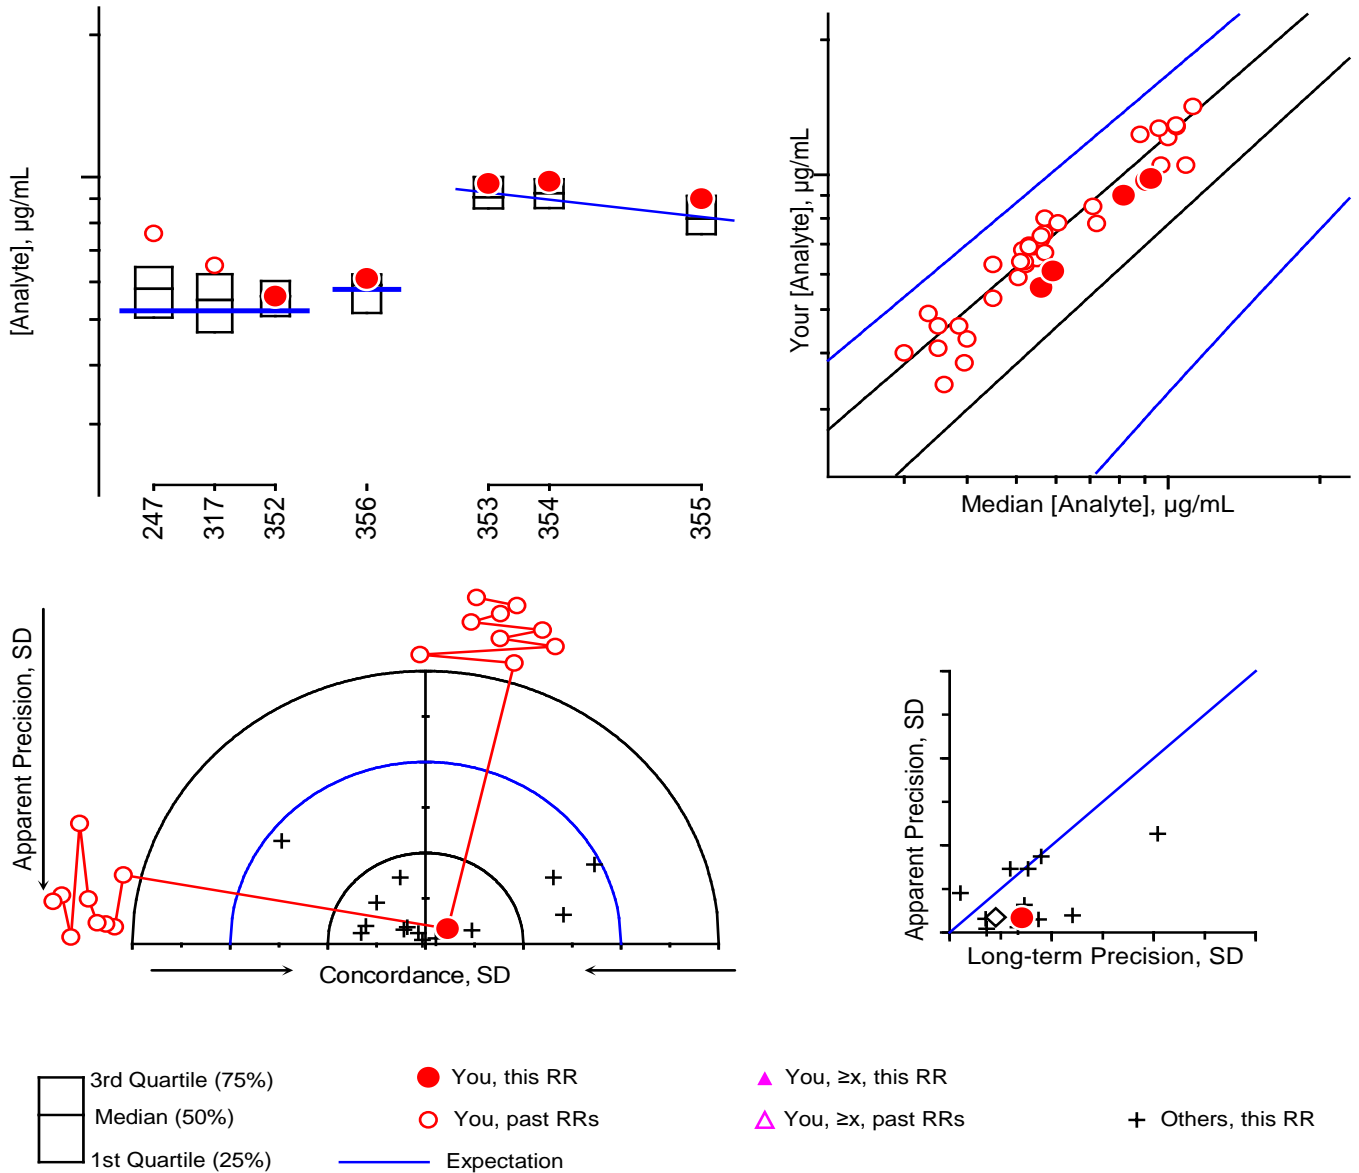 [Analyte], µg/mL
247
317
352
356
353
354
355
Your [Analyte], µg/mL
Median [Analyte], µg/mL
Apparent Precision, SD
Concordance, SD
Apparent Precision, SD
Long-term Precision, SD
3rd Quartile (75%)
Median (50%)
1st Quartile (25%)
You, this RR
You, past RRs
Expectation
You, ≥x, this RR
You, ≥x, past RRs
Others, this RR